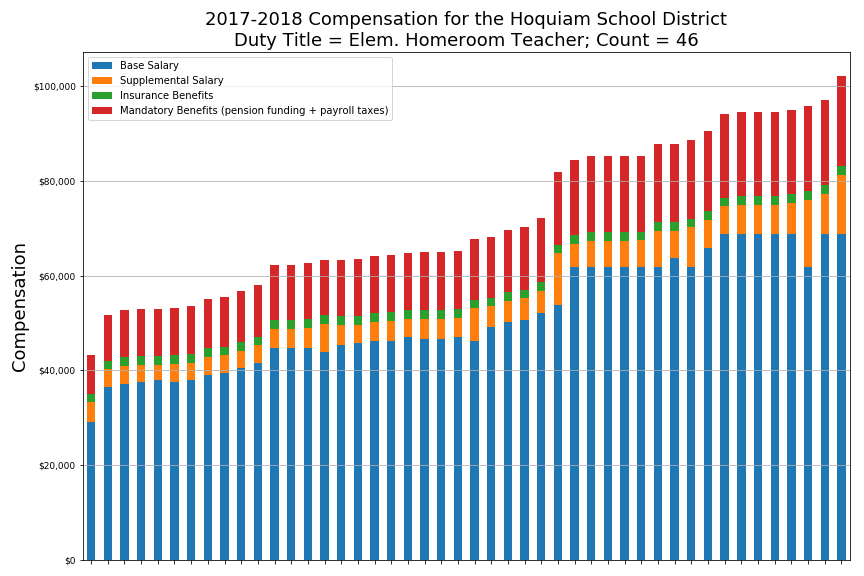 2017-2018 Compensation for the Hoquiam School District
Duty Title = Elem. Homeroom Teacher; Count = 46
Base Salary
Supplemental Salary
Insurance Benefits
Mandatory Benefits (pension funding + payroll taxes)
Compensation
$100,000
$80,000
$60,000
$40,000
$20,000
$0